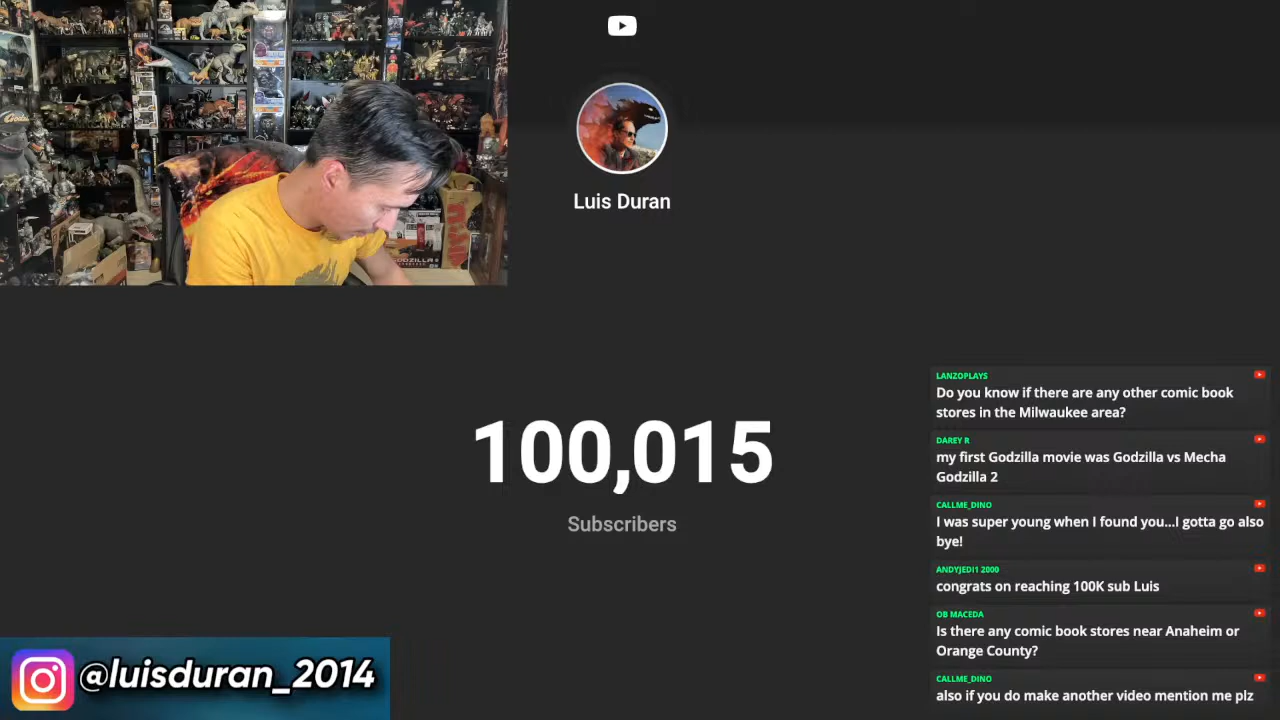 Luis Duran
100,015
Subscribers
LANZOPLAYS
Do you know if there are any other comic book
stores in the Milwaukee area?
DAREY R
my first Godzilla movie was Godzilla vs Mecha
Godzilla 2
CALLME_DINO
I was super young when I found you...I gotta go also
bye!
ANDYJEDI1 2000
congrats on reaching 100K sub Luis
OB MACEDA
Is there any comic book stores near Anaheim or
Orange County?
CALLME_DINO
also if you do make another video mention me plz
@luisduran_2014
GODZILLA